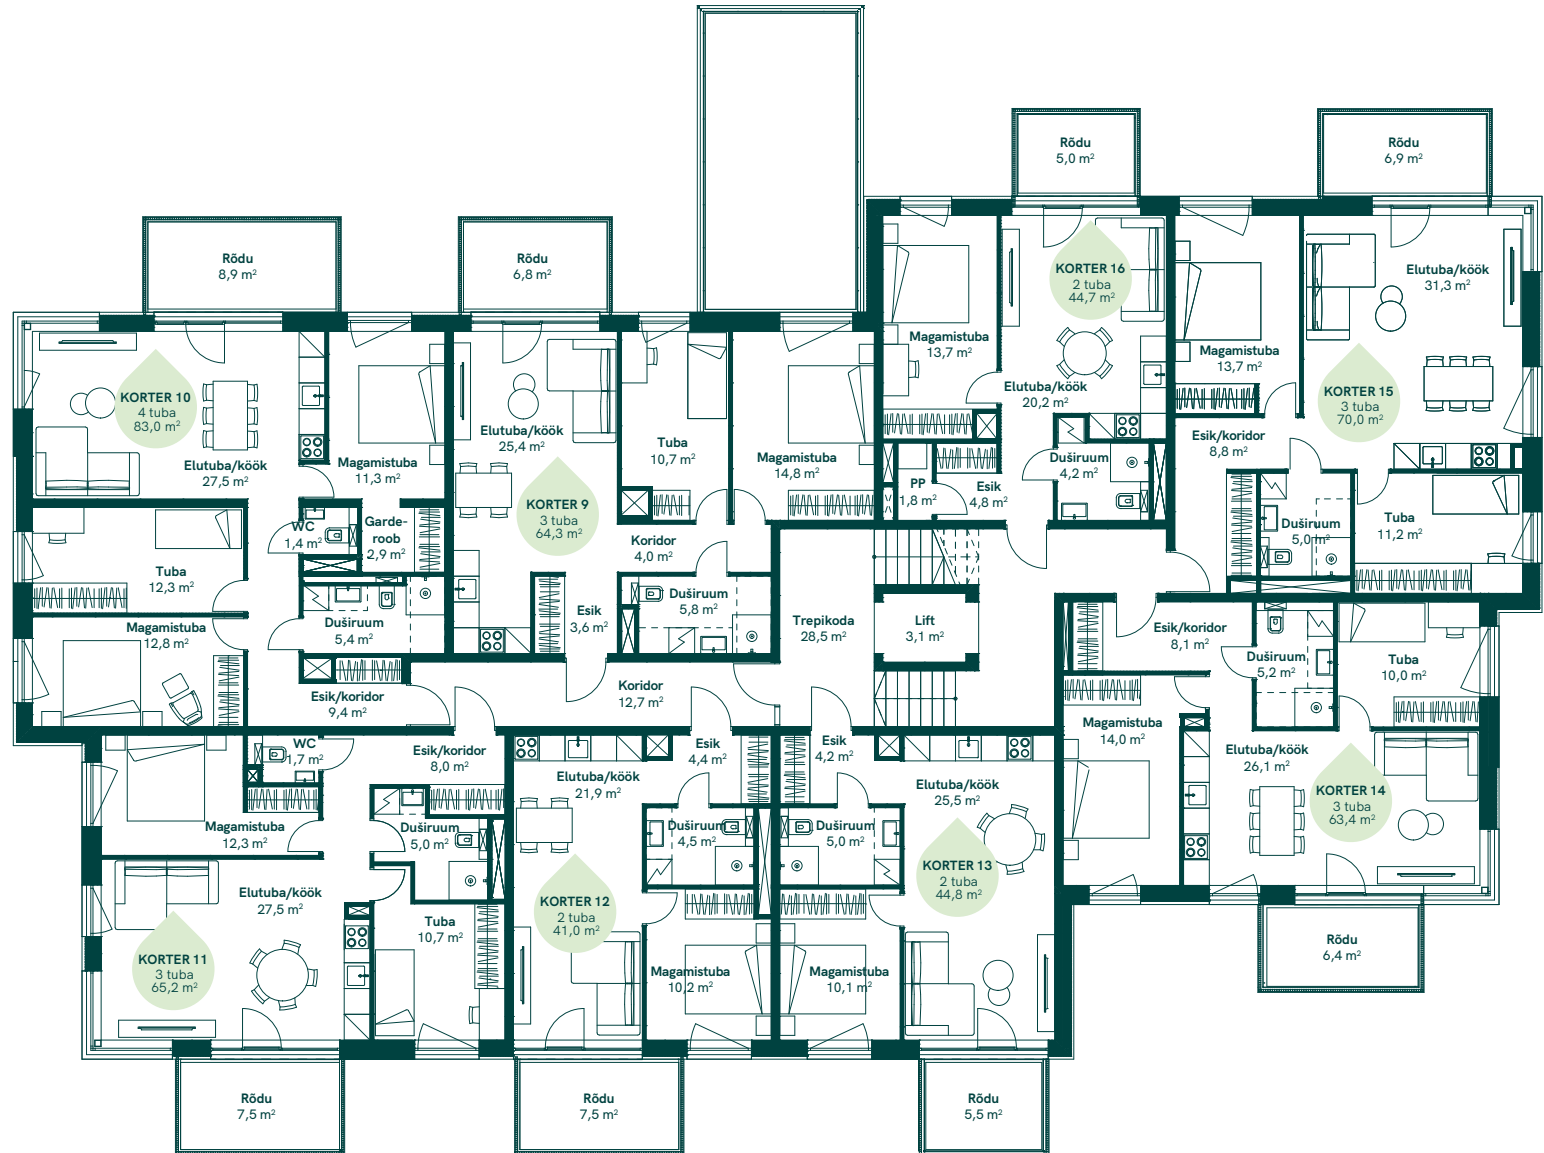 Rõdu
5,0 m²
Rõdu
6,9 m²
Rõdu
8,9 m²
Rõdu
6,8 m²
KORTER 16
2 tuba
44,7 m²
Magamistuba
13,7 m²
Elutuba/köök
20,2 m²
Duširuum
4,2 m²
PP
1,8 m²
Esik
4,8 m²
Elutuba/köök
31,3 m²
Magamistuba
13,7 m²
KORTER 15
3 tuba
70,0 m²
Esik/koridor
8,8 m²
Duširuum
5,0 m²
Tuba
11,2 m²
KORTER 10
4 tuba
83,0 m²
Elutuba/köök
27,5 m²
Magamistuba
11,3 m²
WC
1,4 m²
Garde-
roob
2,9 m²
Tuba
12,3 m²
Magamistuba
12,8 m²
Duširuum
5,4 m²
Esik/koridor
9,4 m²
Elutuba/köök
25,4 m²
KORTER 9
3 tuba
64,3 m²
Tuba
10,7 m²
Magamistuba
14,8 m²
Koridor
4,0 m²
Esik
3,6 m²
Duširuum
5,8 m²
Trepikoda
28,5 m²
Lift
3,1 m²
Koridor
12,7 m²
Esik/koridor
8,1 m²
Duširuum
5,2 m²
Tuba
10,0 m²
Magamistuba
14,0 m²
Elutuba/köök
26,1 m²
KORTER 14
3 tuba
63,4 m²
WC
1,7 m²
Esik/koridor
8,0 m²
Magamistuba
12,3 m²
Duširuum
5,0 m²
Elutuba/köök
27,5 m²
KORTER 11
3 tuba
65,2 m²
Tuba
10,7 m²
Esik
4,4 m²
Elutuba/köök
21,9 m²
Duširuum
4,5 m²
KORTER 12
2 tuba
41,0 m²
Magamistuba
10,2 m²
Esik
4,2 m²
Elutuba/köök
25,5 m²
Duširuum
5,0 m²
KORTER 13
2 tuba
44,8 m²
Magamistuba
10,1 m²
Rõdu
6,4 m²
Rõdu
7,5 m²
Rõdu
7,5 m²
Rõdu
5,5 m²